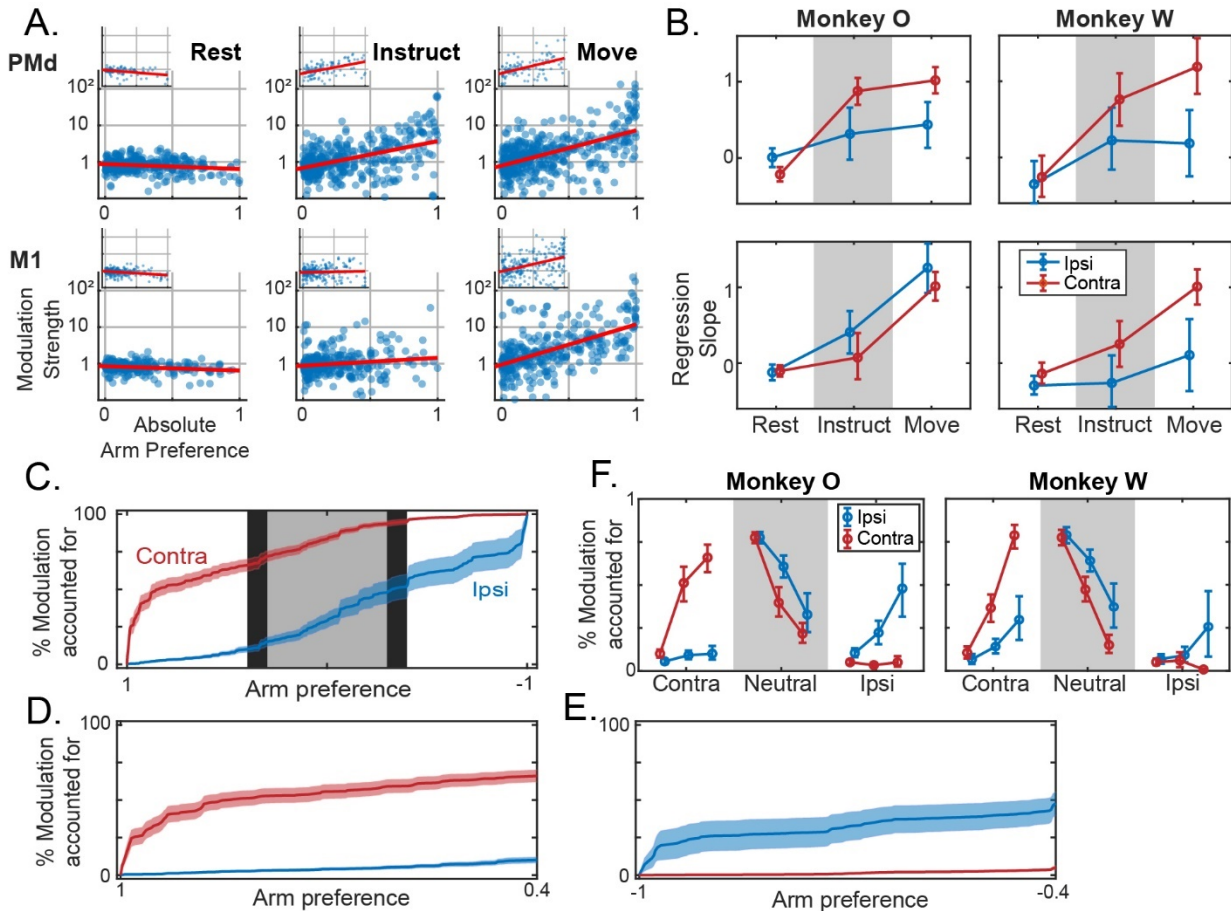 A.
PMd
Rest
Instruct
Move
10²
10
1
10²
10
1
10²
10
1
0
1
0
1
0
1
M1
Modulation
Strength
10²
10
1
10²
10
1
10²
10
1
0
1
0
1
0
1
Absolute
Arm Preference
B.
Monkey O
Monkey W
1
0
Regression
Slope
1
0
Ipsi
Contra
Rest
Instruct
Move
Rest
Instruct
Move
C.
% Modulation
accounted for
100
0
Contra
Ipsi
1
Arm preference
-1
F.
Monkey O
Monkey W
% Modulation
accounted for
1
0
Ipsi
Contra
Contra
Neutral
Ipsi
Contra
Neutral
Ipsi
D.
% Modulation
accounted for
100
0
1
Arm preference
0.4
E.
100
0
-1
Arm preference
-0.4